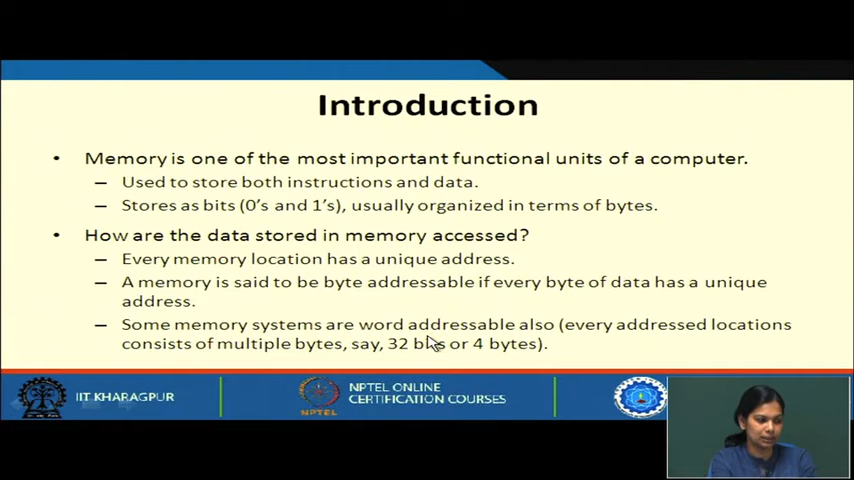 Introduction
• Memory is one of the most important functional units of a computer.
– Used to store both instructions and data.
– Stores as bits (0's and 1's), usually organized in terms of bytes.
• How are the data stored in memory accessed?
– Every memory location has a unique address.
– A memory is said to be byte addressable if every byte of data has a unique
address.
– Some memory systems are word addressable also (every addressed locations
consists of multiple bytes, say, 32 bits or 4 bytes).
IIT KHARAGPUR
NPTEL
NPTEL ONLINE
CERTIFICATION COURSES